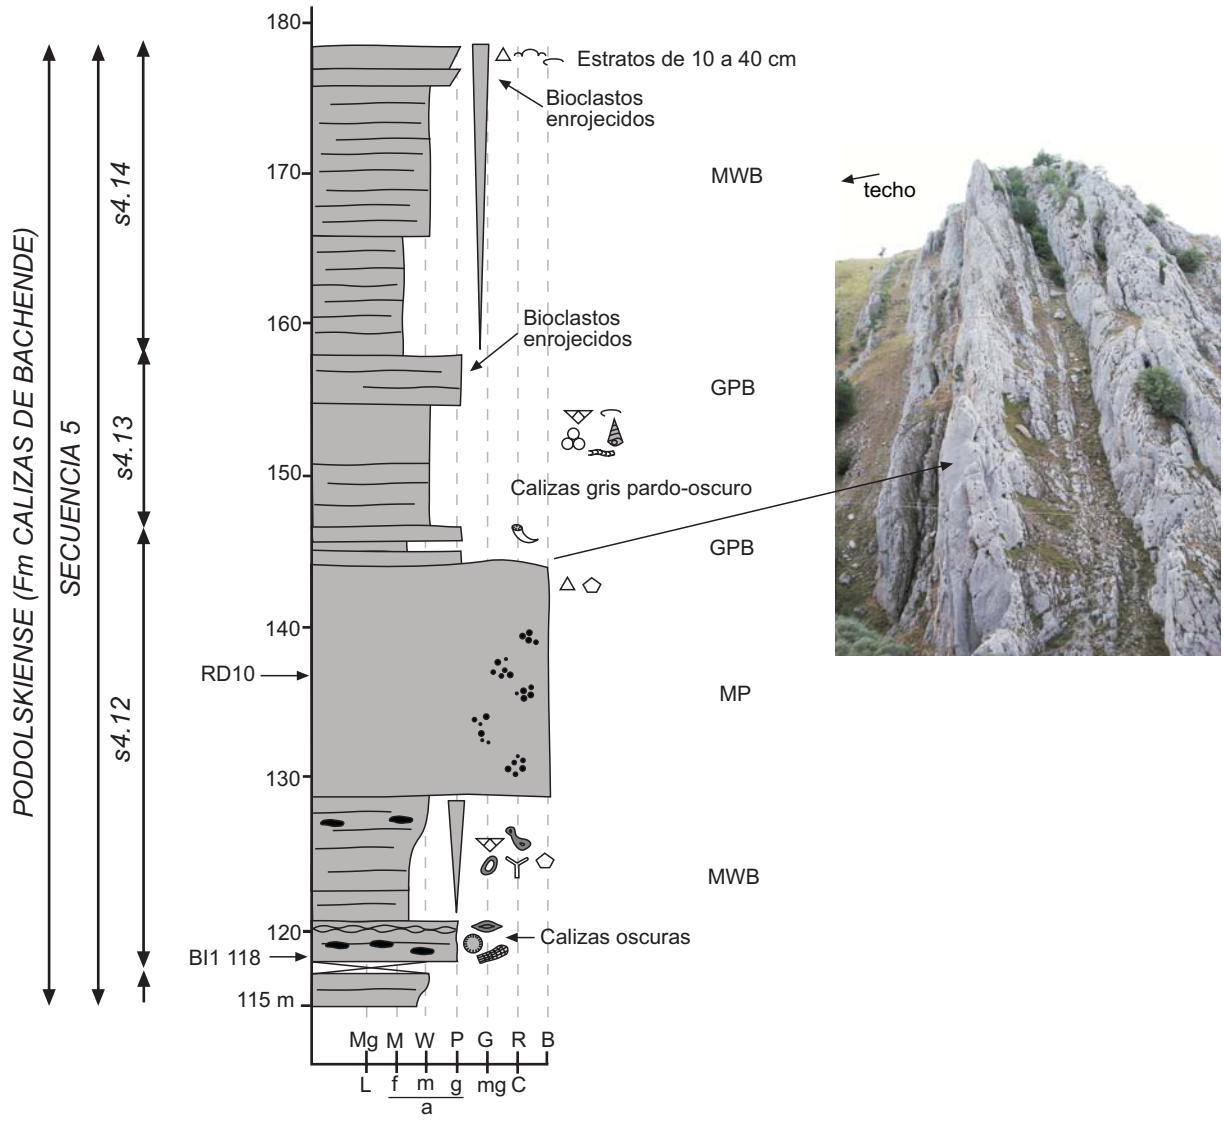 180
Estratos de 10 a 40 cm
Bioclastos
enrojecidos
170
MWB
techo
s4.14
160
Bioclastos
enrojecidos
GPB
PODOLSKIENSE (Fm CALIZAS DE BACHENDE)
SECUENCIA 5
s4.13
150
Calizas gris pardo-oscuro
GPB
140
RD10
MP
s4.12
130
MWB
120
Calizas oscuras
BI1 118
115 m
Mg M W P G R B
L f m g mg C
a